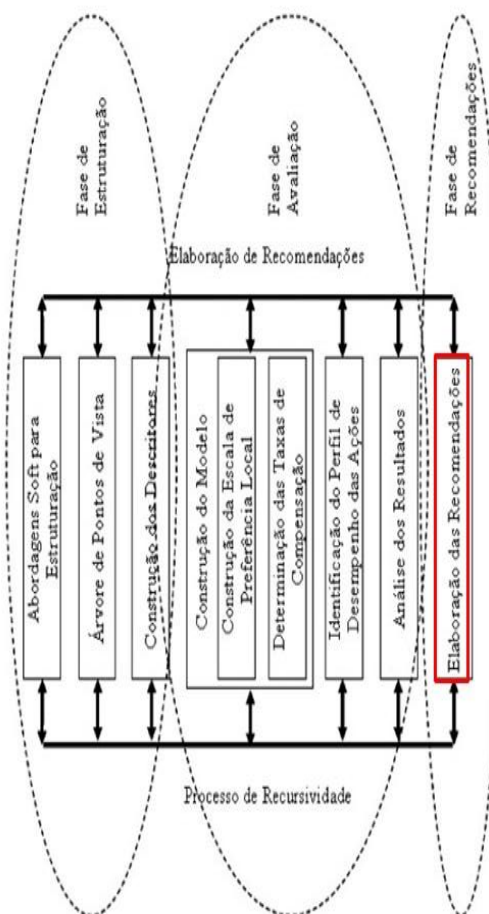 Fase de
Estruturação
Fase de
Avaliação
Fase de
Recomendações
Elaboração de Recomendações
Abordagens Soft para
Estruturação
Árvore de Pontos de Vista
Construção dos Descritores
Construção do Modelo
Construção da Escala de
Preferência Local
Determinação das Taxas de
Compensação
Identificação do Perfil de
Desempenho das Ações
Análise dos Resultados
Elaboração das Recomendações
Processo de Recursividade